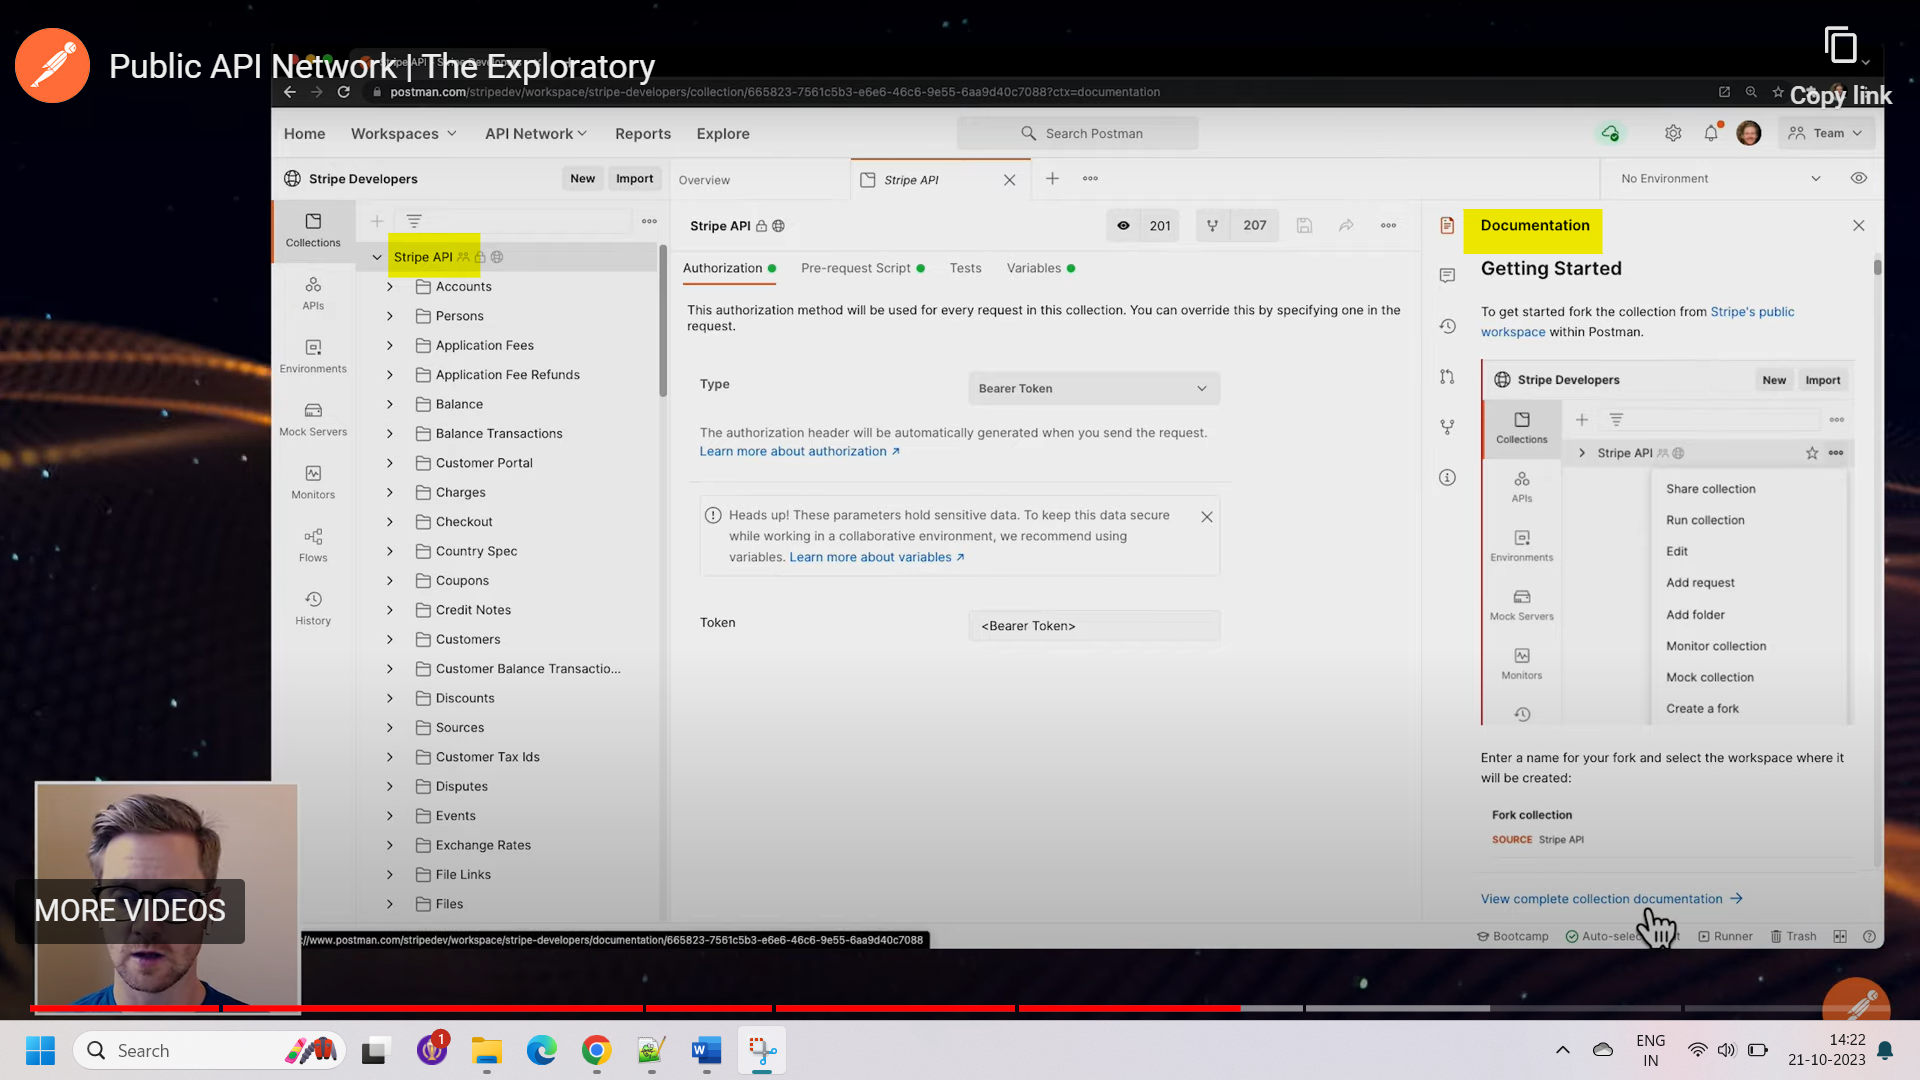 Public API Network | The Exploratory
Copy link
postman.com/stripedev/workspace/stripe-developers/collection/665823-7561c5b3-e6e6-46c6-9e55-6aa9d40c7088?ctx=documentation
Home Workspaces API Network Reports Explore Search Postman Team
Stripe Developers New Import
Overview Stripe API No Environment
Collections
APIs
Environments
Mock Servers
Monitors
Flows
History
Stripe API
Accounts
Persons
Application Fees
Application Fee Refunds
Balance
Balance Transactions
Customer Portal
Charges
Checkout
Country Spec
Coupons
Credit Notes
Customers
Customer Balance Transactio...
Discounts
Sources
Customer Tax Ids
Disputes
Events
Exchange Rates
File Links
Files
Stripe API 201 207
Authorization Pre-request Script Tests Variables
This authorization method will be used for every request in this collection. You can override this by specifying one in the
request.
Type Bearer Token
The authorization header will be automatically generated when you send the request.
Learn more about authorization ↗
Heads up! These parameters hold sensitive data. To keep this data secure
while working in a collaborative environment, we recommend using
variables. Learn more about variables ↗
Token <Bearer Token>
Documentation
Getting Started
To get started fork the collection from Stripe's public
workspace within Postman.
Stripe Developers New Import
Collections
APIs
Environments
Mock Servers
Monitors
Stripe API
Share collection
Run collection
Edit
Add request
Add folder
Monitor collection
Mock collection
Create a fork
Enter a name for your fork and select the workspace where it
will be created:
Fork collection
SOURCE Stripe API
View complete collection documentation →
Bootcamp Runner Trash
MORE VIDEOS
://www.postman.com/stripedev/workspace/stripe-developers/documentation/665823-7561c5b3-e6e6-46c6-9e55-6aa9d40c7088
Search
1
ENG
IN
14:22
21-10-2023